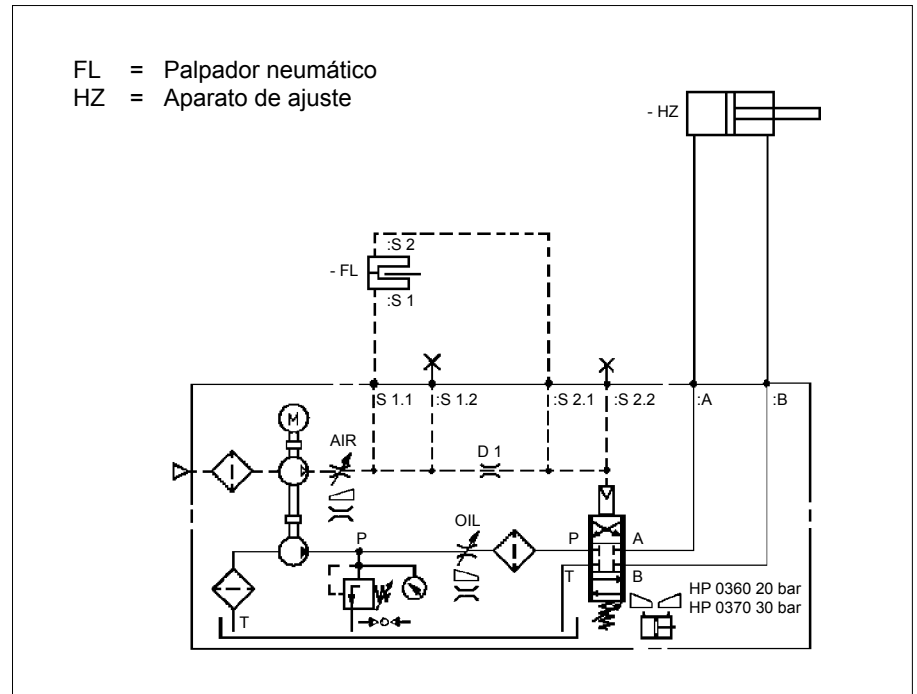 FL = Palpador neumático
HZ = Aparato de ajuste
- HZ
:S 2
- FL
:S 1
:S 1.1 :S 1.2 :S 2.1 :S 2.2 :A :B
M
AIR
D 1
OIL
P
P A
T B
HP 0360 20 bar
HP 0370 30 bar
T